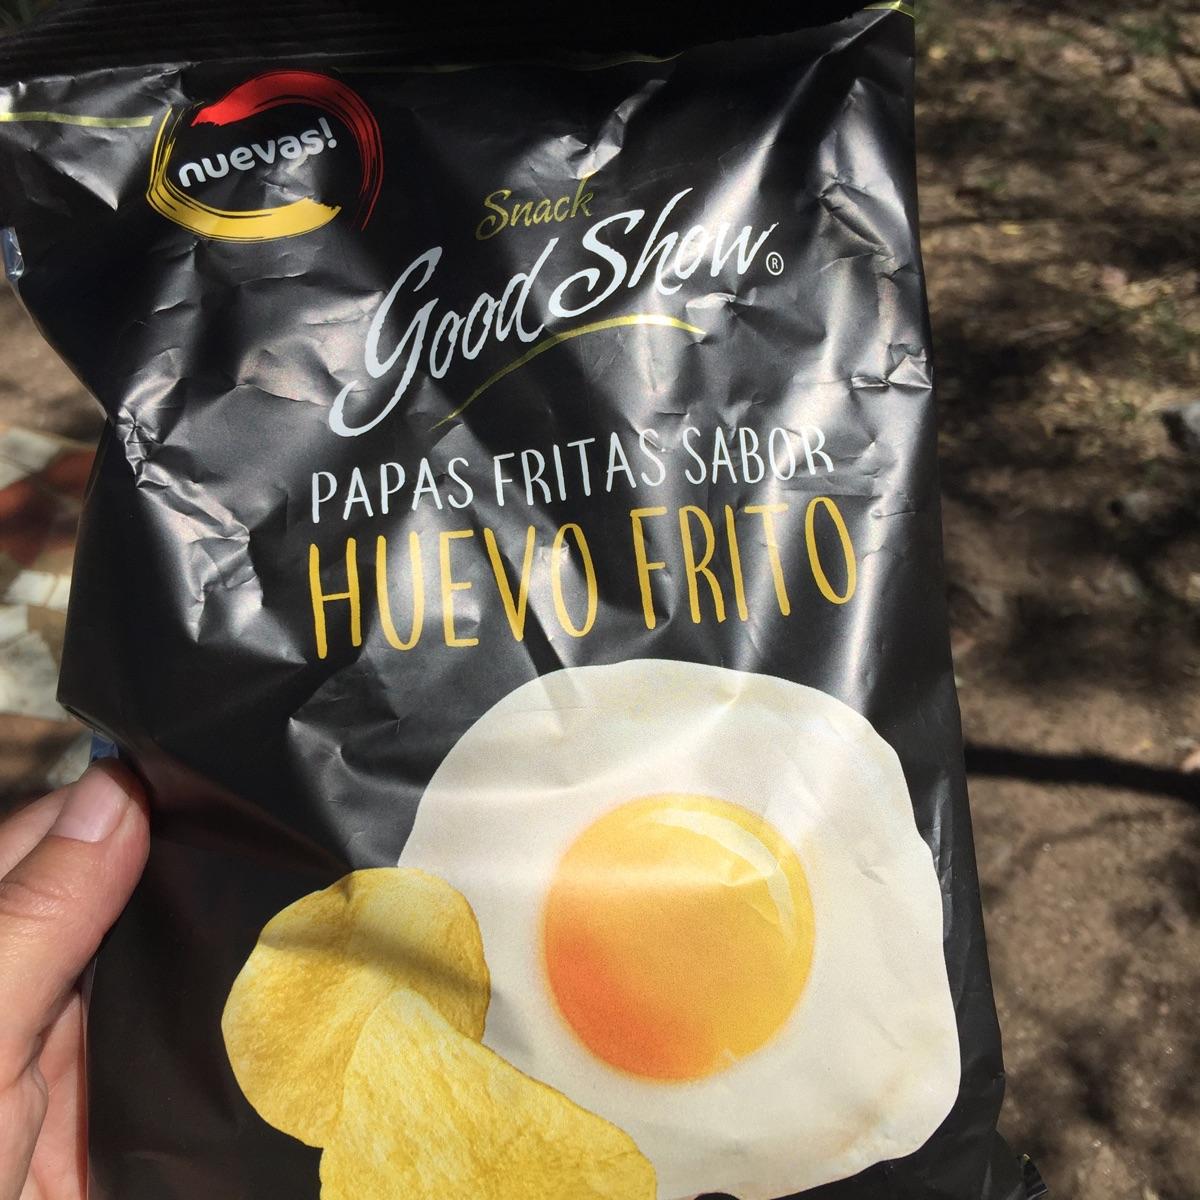 nuevas!
Snack
Good Show®
PAPAS FRITAS SABOR
HUEVO FRITO